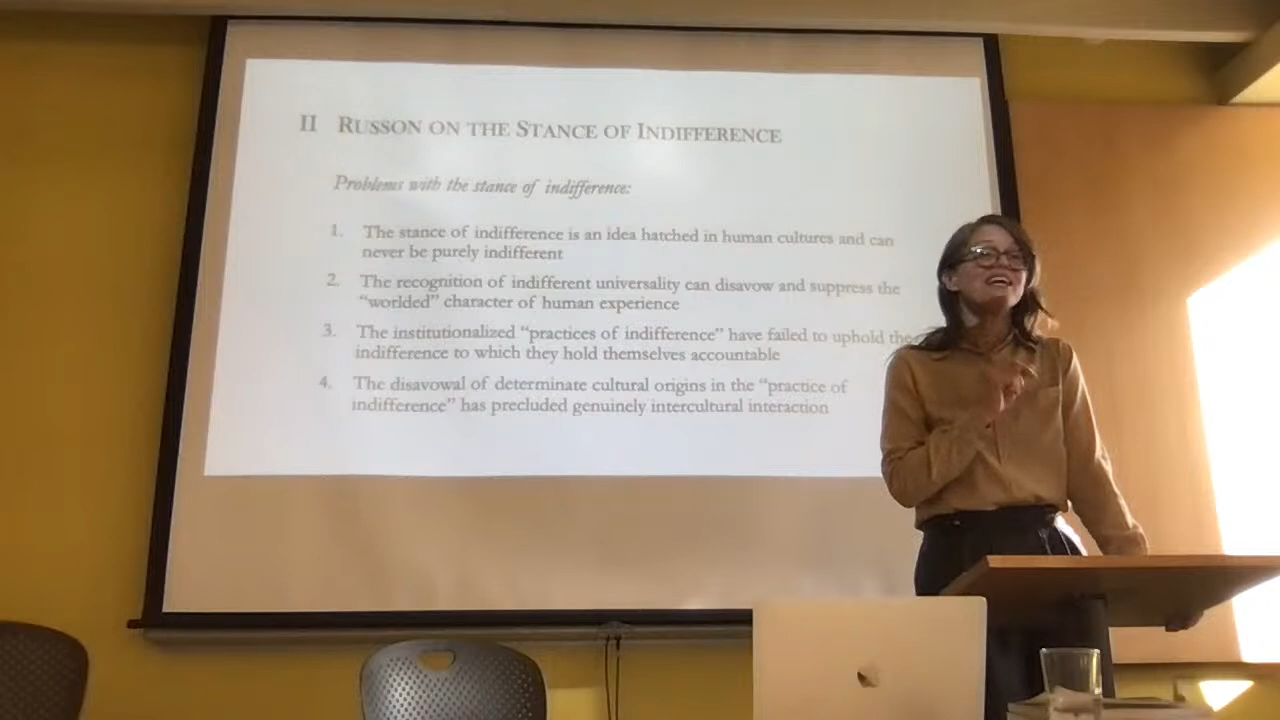 II RUSSON ON THE STANCE OF INDIFFERENCE
Problems with the stance of indifference:
1. The stance of indifference is an idea hatched in human cultures and can
never be purely indifferent
2. The recognition of indifferent universality can disavow and suppress the
“worlded” character of human experience
3. The institutionalized “practices of indifference” have failed to uphold the
indifference to which they hold themselves accountable
4. The disavowal of determinate cultural origins in the “practice of
indifference” has precluded genuinely intercultural interaction